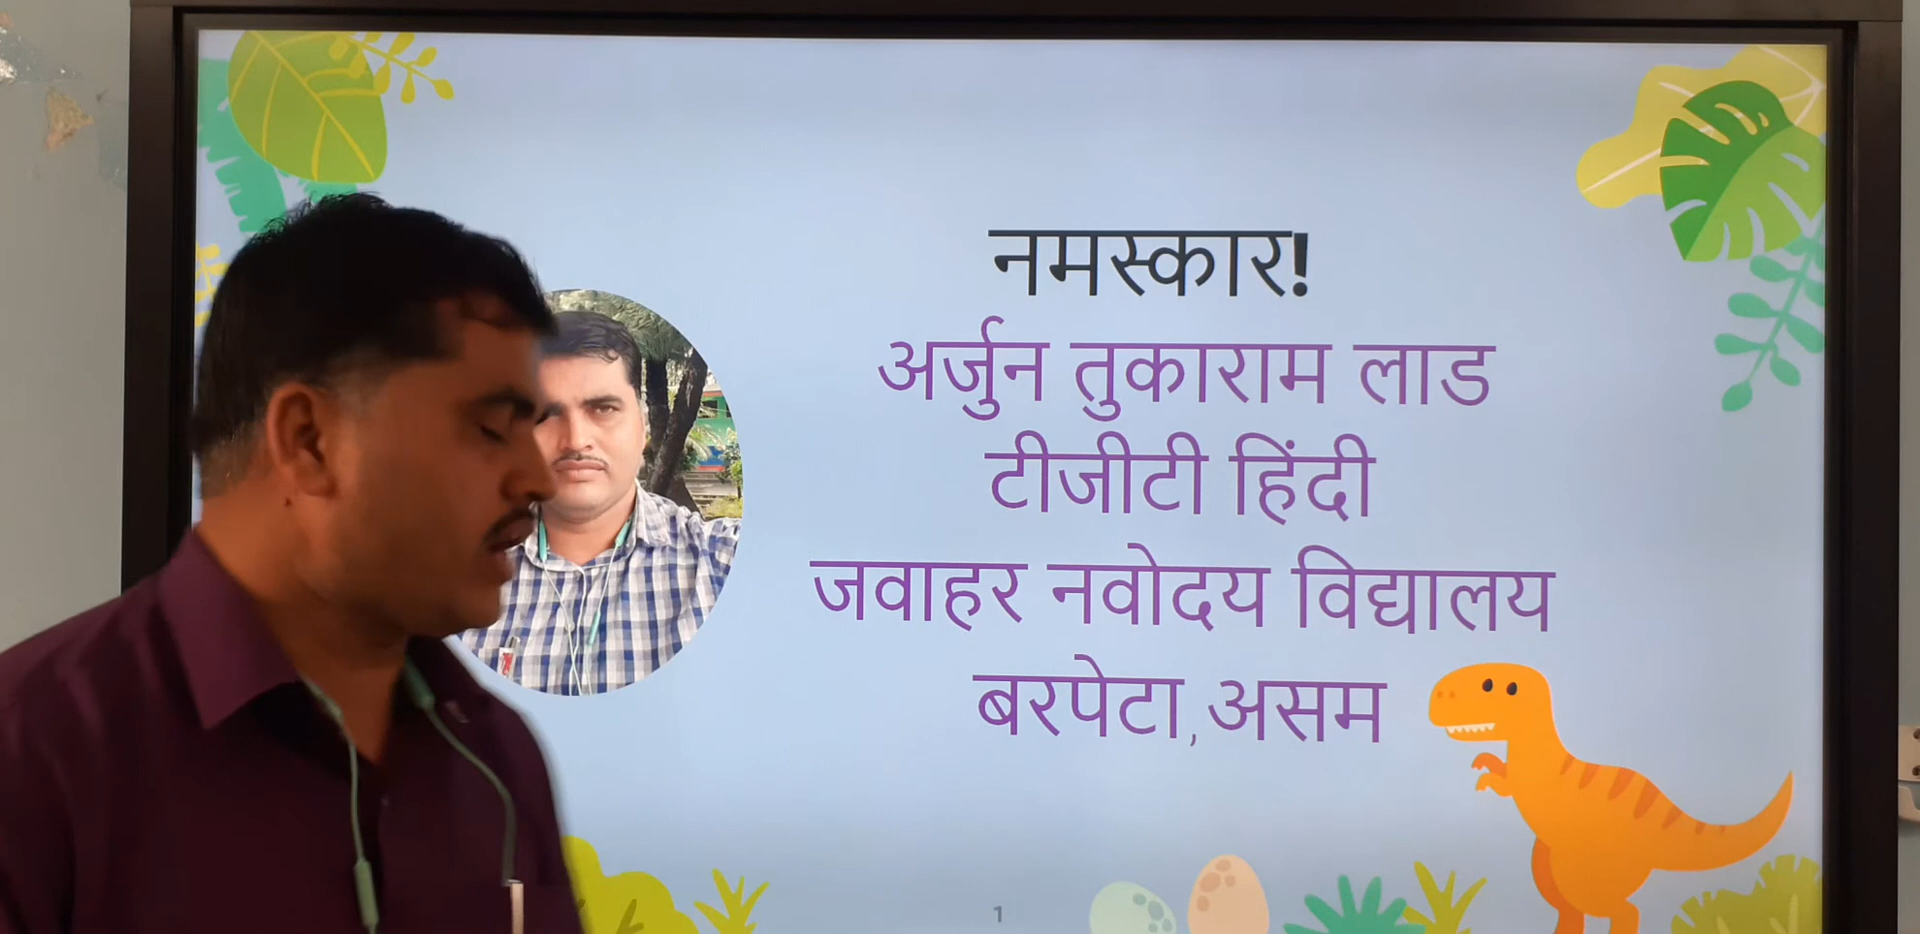 नमस्कार!
अर्जुन तुकाराम लाड
टीजीटी हिंदी
जवाहर नवोदय विद्यालय
बरपेटा,असम
1